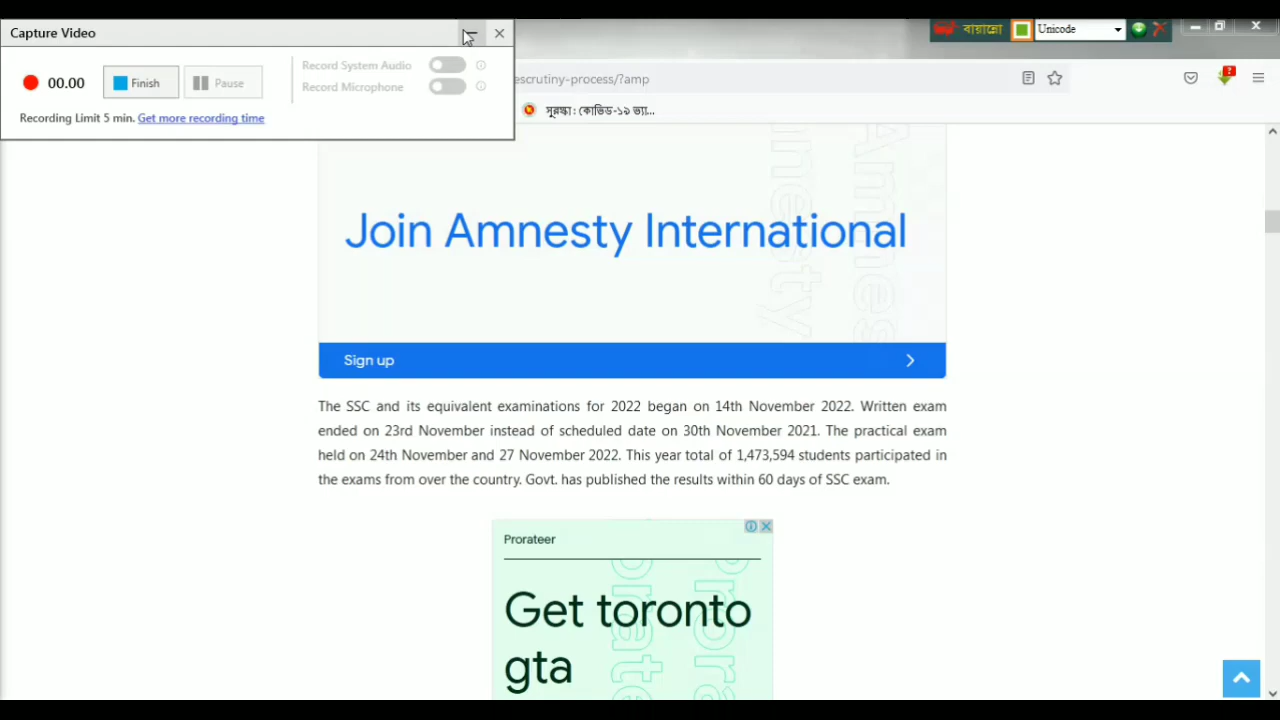 Capture Video
বায়ান্নো
Unicode
00.00
Finish
Pause
Record System Audio
Record Microphone
Recording Limit 5 min. Get more recording time
escrutiny-process/?amp
?
সুরক্ষা : কোভিড-১৯ ভ্যা...
Join Amnesty International
Sign up
The SSC and its equivalent examinations for 2022 began on 14th November 2022. Written exam
ended on 23rd November instead of scheduled date on 30th November 2021. The practical exam
held on 24th November and 27 November 2022. This year total of 1,473,594 students participated in
the exams from over the country. Govt. has published the results within 60 days of SSC exam.
Prorateer
Get toronto
gta